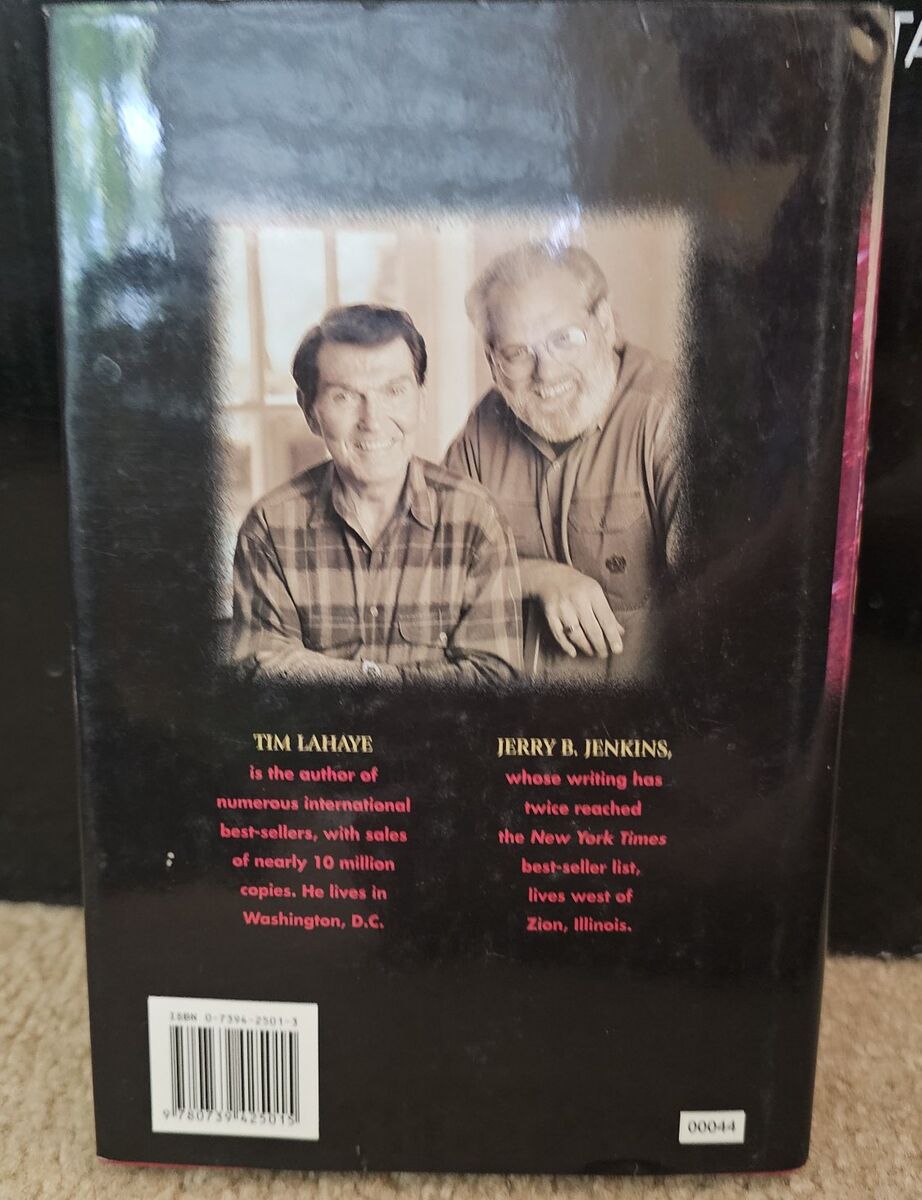 TA
TIM LAHAYE
is the author of
numerous international
best-sellers, with sales
of nearly 10 million
copies. He lives in
Washington, D.C.
JERRY B. JENKINS,
whose writing has
twice reached
the New York Times
best-seller list,
lives west of
Zion, Illinois.
ISBN 0-7394-2501-3
9 780739 425015
00044